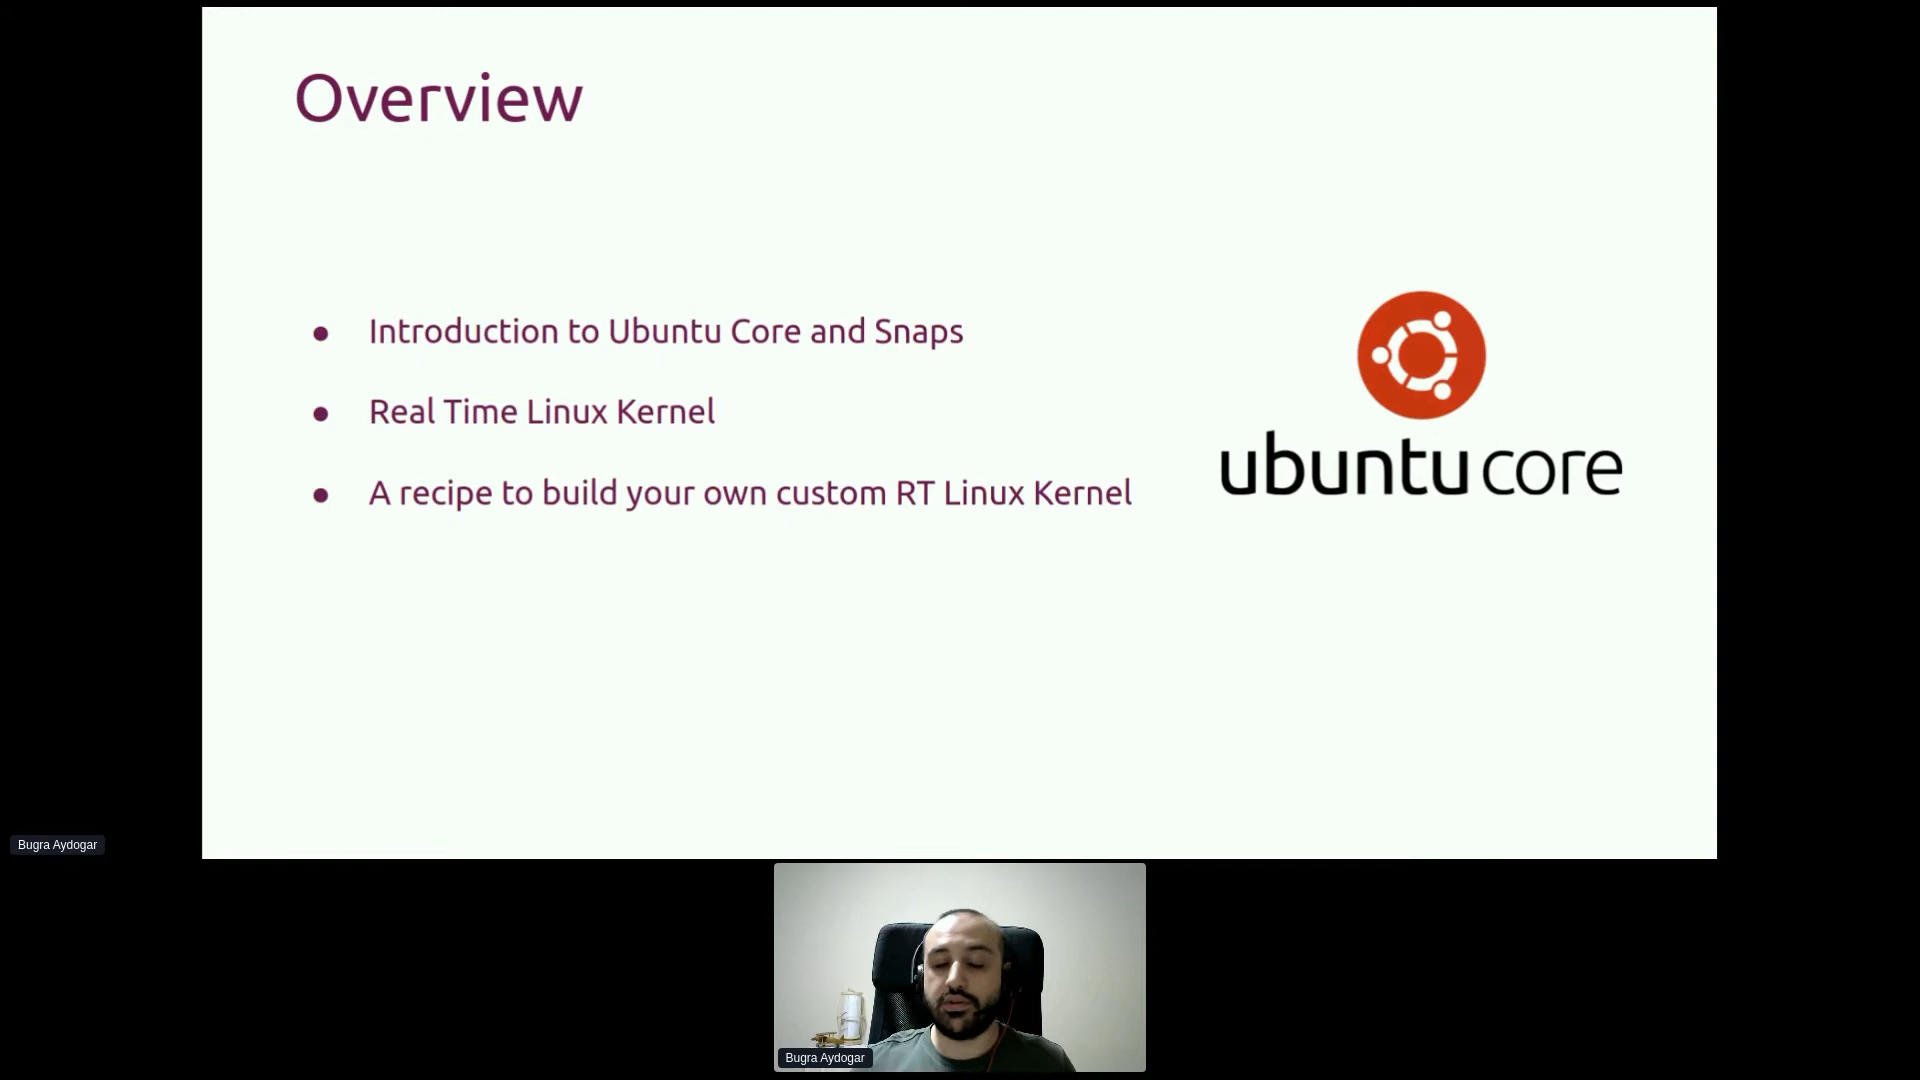 Overview
Introduction to Ubuntu Core and Snaps
Real Time Linux Kernel
A recipe to build your own custom RT Linux Kernel
ubuntu core
Bugra Aydogar
Bugra Aydogar